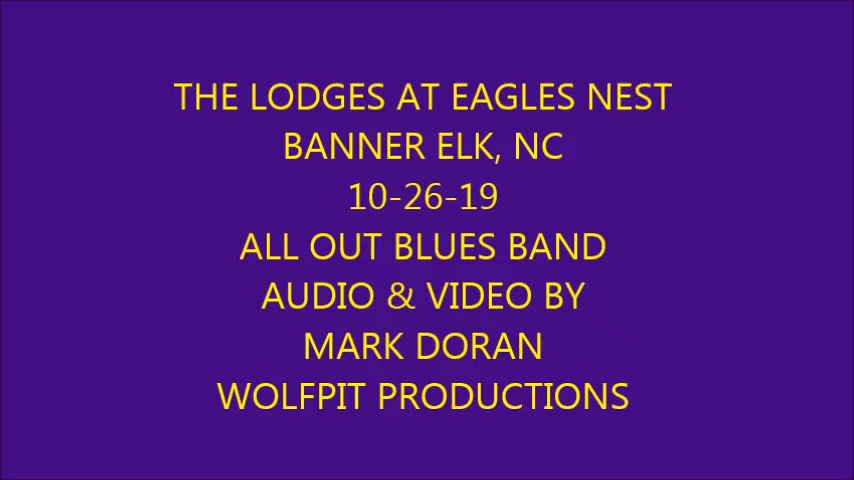 THE LODGES AT EAGLES NEST
BANNER ELK, NC
10-26-19
ALL OUT BLUES BAND
AUDIO & VIDEO BY
MARK DORAN
WOLFPIT PRODUCTIONS